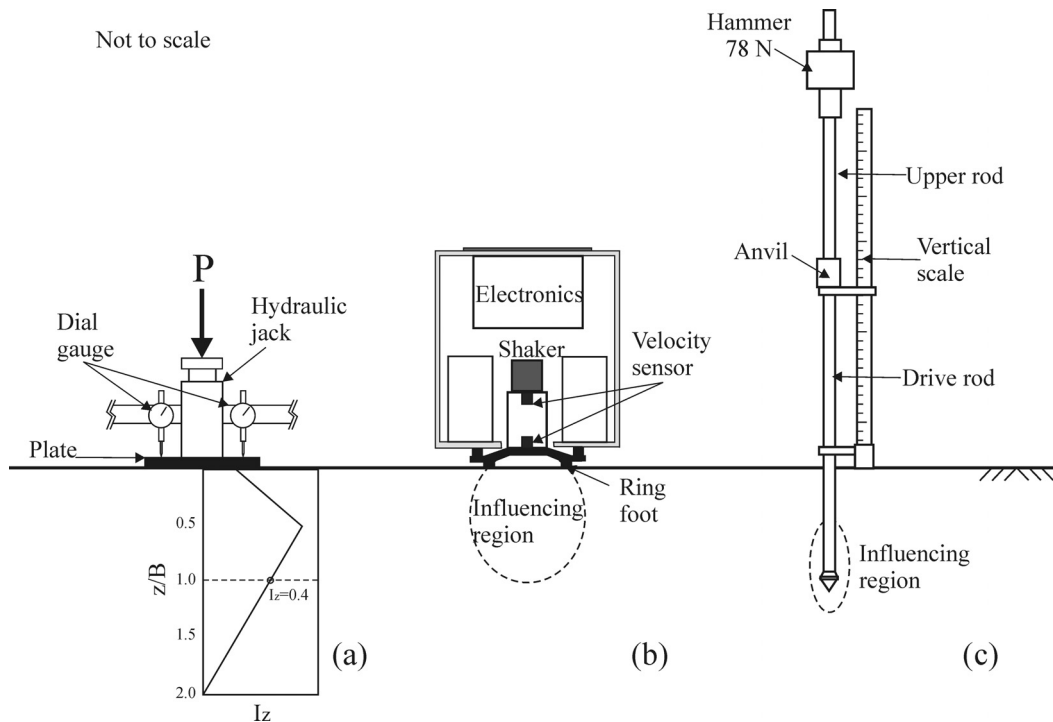 Not to scale
P
Hydraulic
jack
Dial
gauge
Plate
0.5
1.0
1.5
2.0
z/B
Iz=0.4
Iz
(a)
Electronics
Shaker
Velocity
sensor
Ring
foot
Influencing
region
(b)
Hammer
78 N
Upper rod
Anvil
Vertical
scale
Drive rod
Influencing
region
(c)